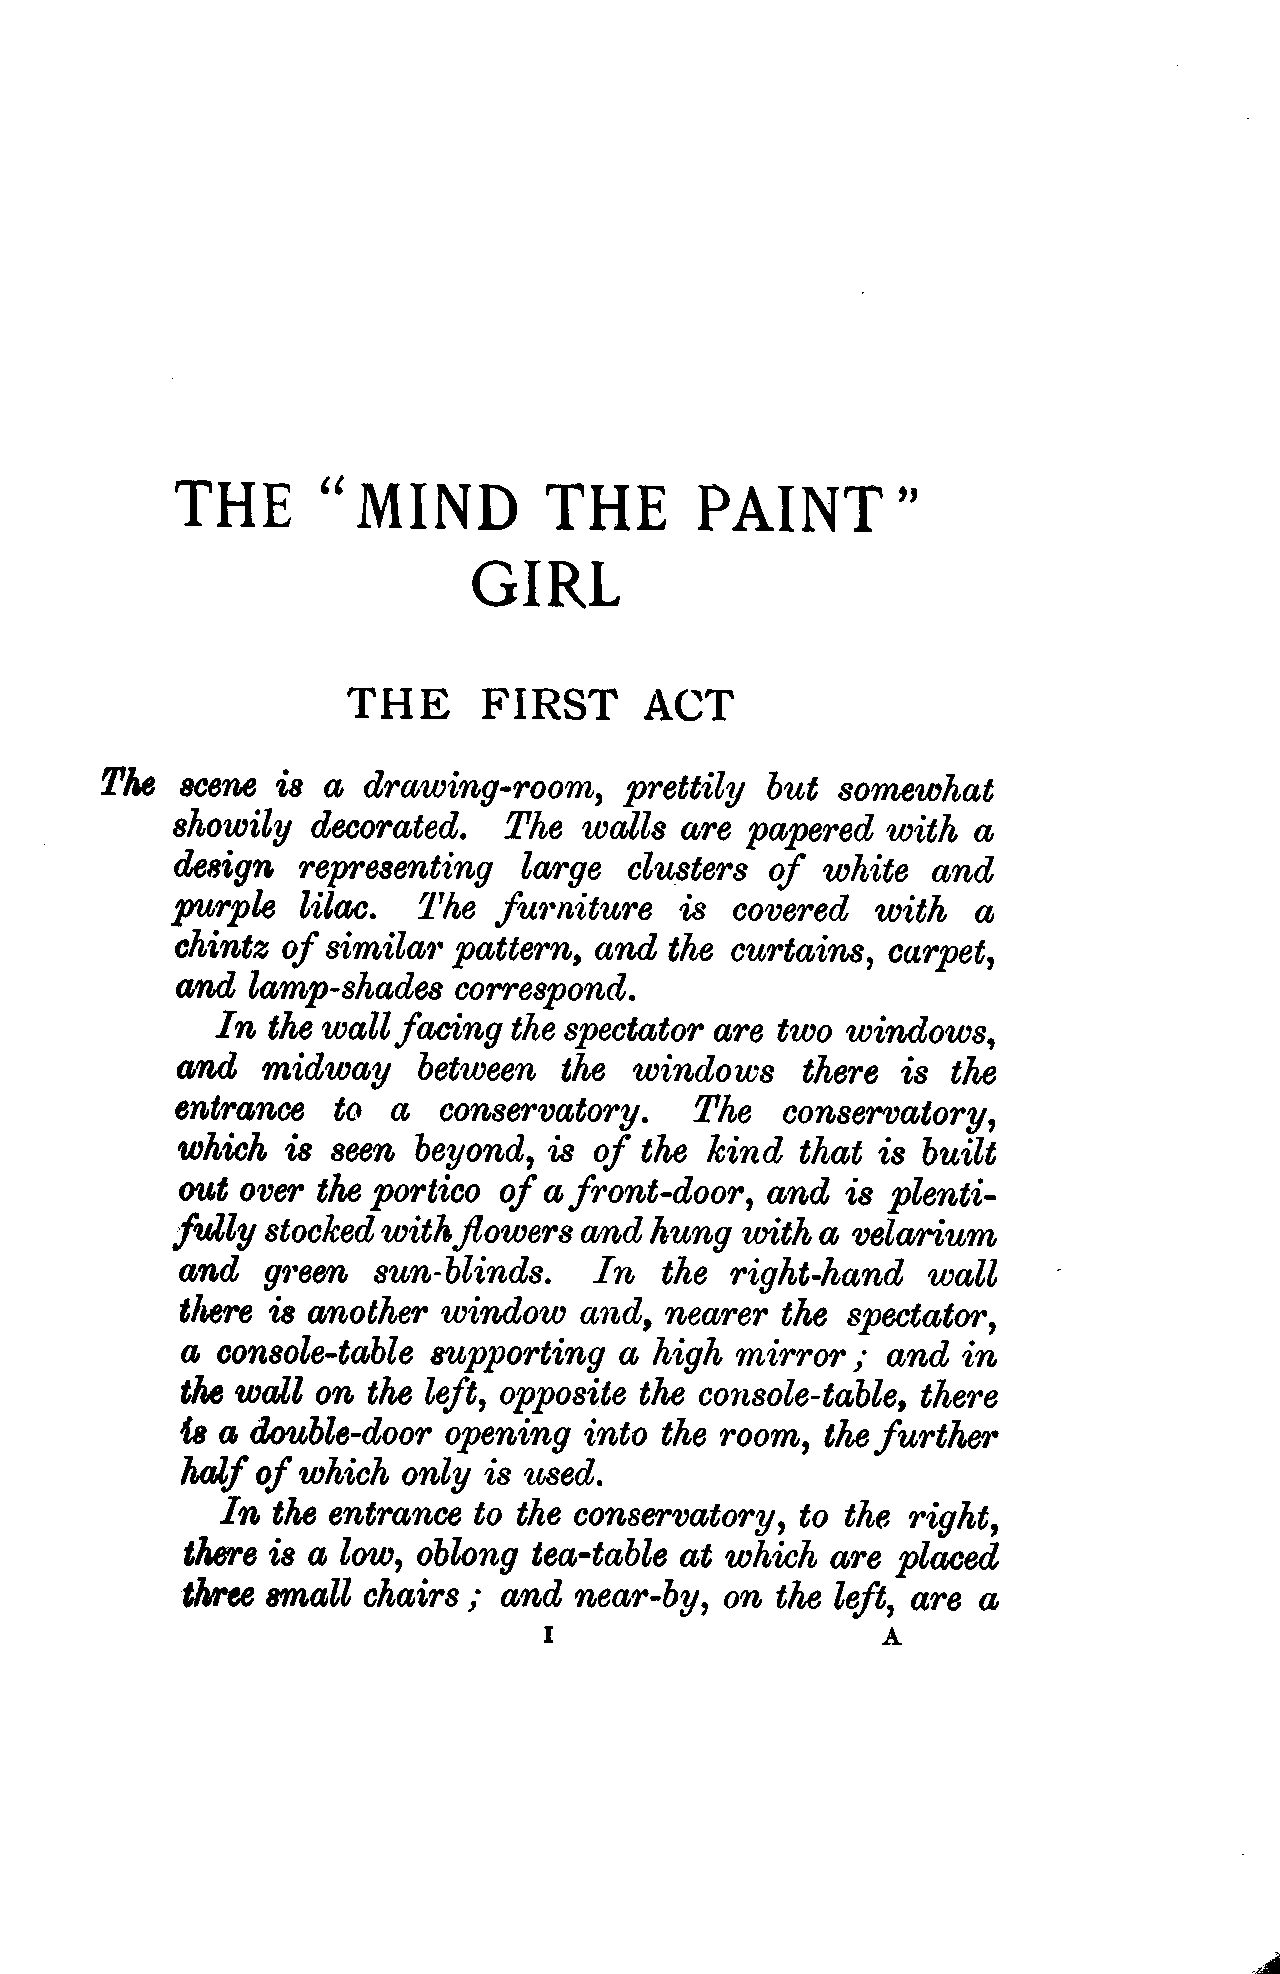 THE “MIND THE PAINT”
GIRL
THE FIRST ACT
The scene is a drawing-room, prettily but somewhat
showily decorated. The walls are papered with a
design representing large clusters of white and
purple lilac. The furniture is covered with a
chintz of similar pattern, and the curtains, carpet,
and lamp-shades correspond.
In the wall facing the spectator are two windows,
and midway between the windows there is the
entrance to a conservatory. The conservatory,
which is seen beyond, is of the kind that is built
out over the portico of a front-door, and is plenti-
fully stocked with flowers and hung with a velarium
and green sun-blinds. In the right-hand wall
there is another window and, nearer the spectator,
a console-table supporting a high mirror; and in
the wall on the left, opposite the console-table, there
is a double-door opening into the room, the further
half of which only is used.
In the entrance to the conservatory, to the right,
there is a low, oblong tea-table at which are placed
three small chairs; and near-by, on the left, are a
I A